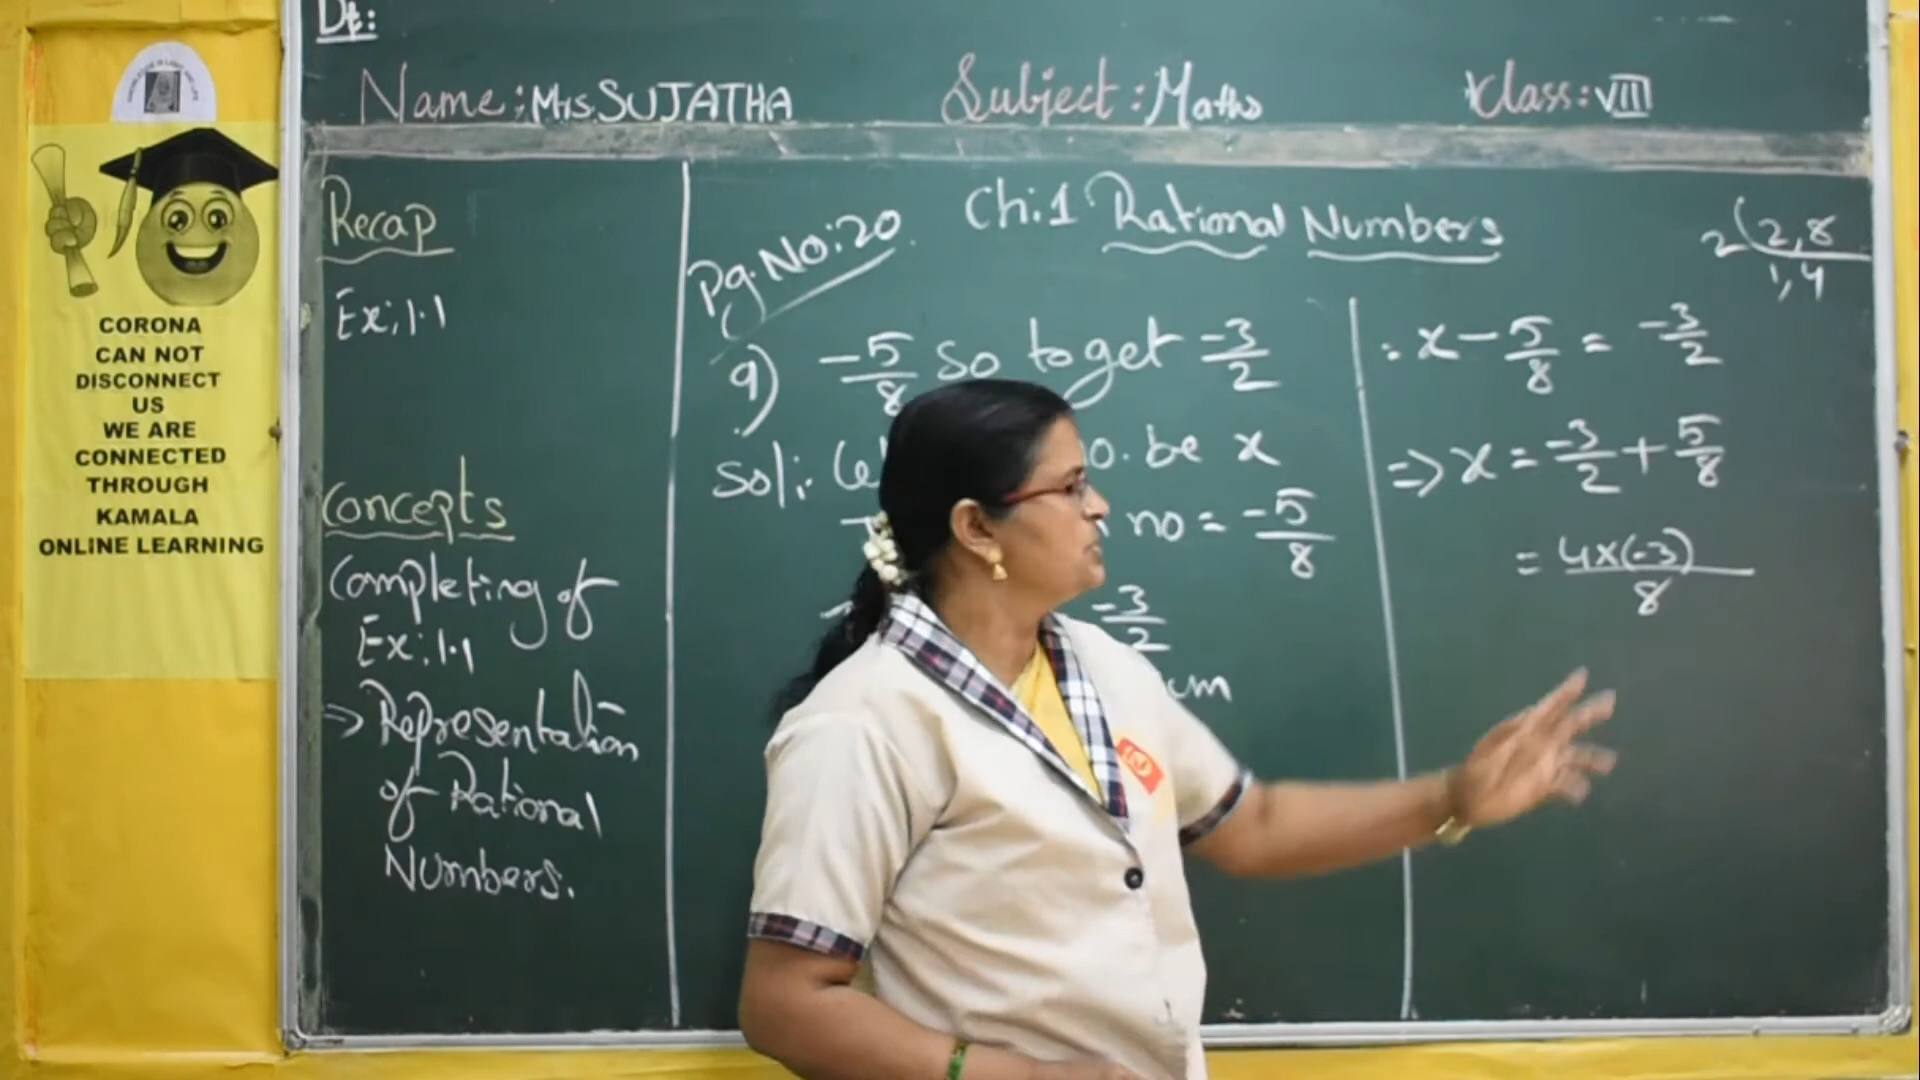 Dt:
Name: Mrs. SUJATHA Subject: Maths Class: VIII
CORONA
CAN NOT
DISCONNECT
US
WE ARE
CONNECTED
THROUGH
KAMALA
ONLINE LEARNING
Recap
Ex: 1.1
Concepts
Completing of
Ex: 1.1
=> Representation
of Rational
Numbers.
Ch: 1 Rational Numbers
Pg. No: 20
9) -5/8 so to get -3/2
Sol: be x
no = -5/8
-3/2
: x - 5/8 = -3/2
=> x = -3/2 + 5/8
= 4x(-3)/8
2 ( 2, 8
1, 4